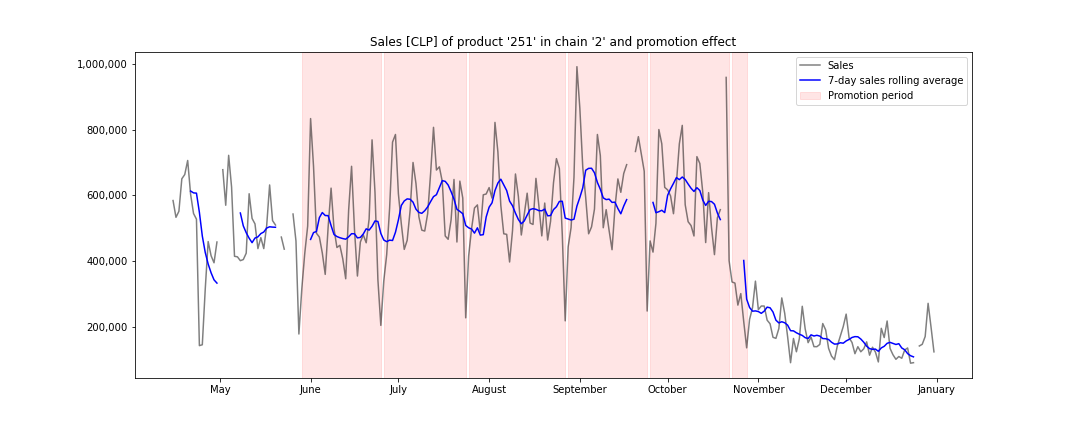 Sales [CLP] of product '251' in chain '2' and promotion effect
1,000,000
800,000
600,000
400,000
200,000
Sales
7-day sales rolling average
Promotion period
May June July August September October November December January